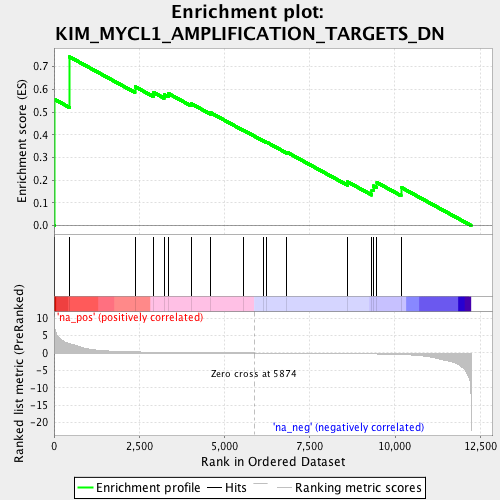 Enrichment plot:
KIM_MYCL1_AMPLIFICATION_TARGETS_DN
Enrichment score (ES)
0.7
0.6
0.5
0.4
0.3
0.2
0.1
0.0
'na_pos' (positively correlated)
Ranked list metric (PreRanked)
10
5
0
-5
-10
-15
-20
Zero cross at 5874
'na_neg' (negatively correlated)
0
2,500
5,000
7,500
10,000
12,500
Rank in Ordered Dataset
Enrichment profile
Hits
Ranking metric scores